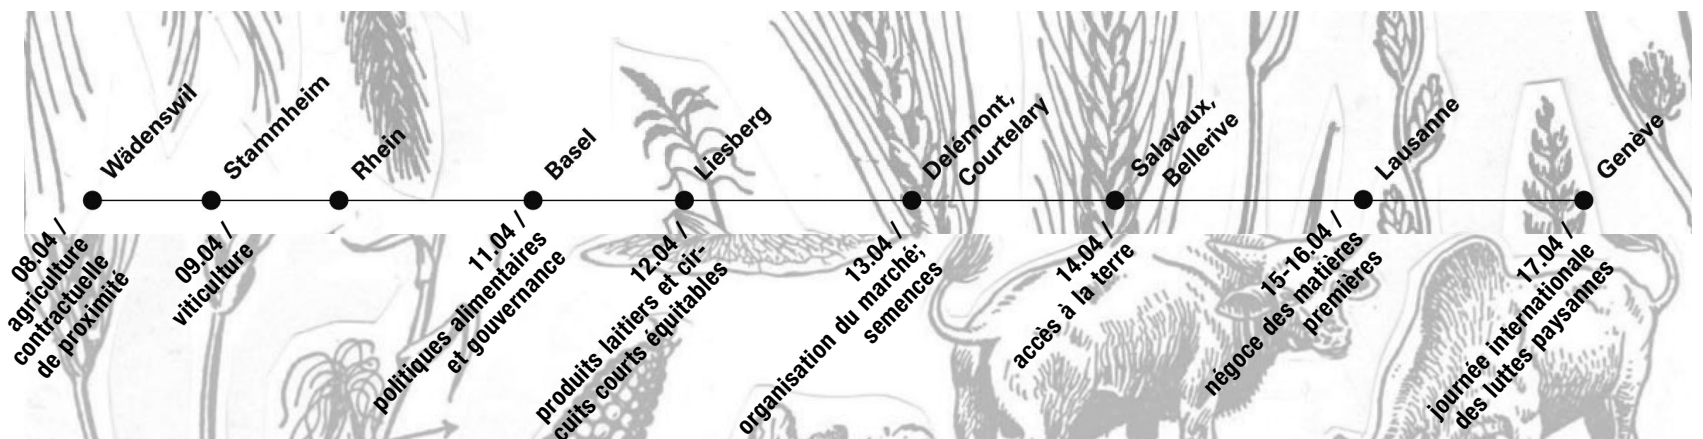 Wädenswil
Stammheim
Rhein
Basel
Liesberg
Delémont,
Courtelary
Salavaux,
Bellerive
Lausanne
Genève
08.04 /
agriculture
contractuelle
de proximité
09.04 /
viticulture
11.04 /
politiques alimentaires
et gouvernance
12.04 /
produits laitiers et cir-
cuits courts équitables
13.04 /
organisation du marché;
semences
14.04 /
accès à la terre
15-16.04 /
négoce des matières
premières
17.04 /
journée internationale
des luttes paysannes